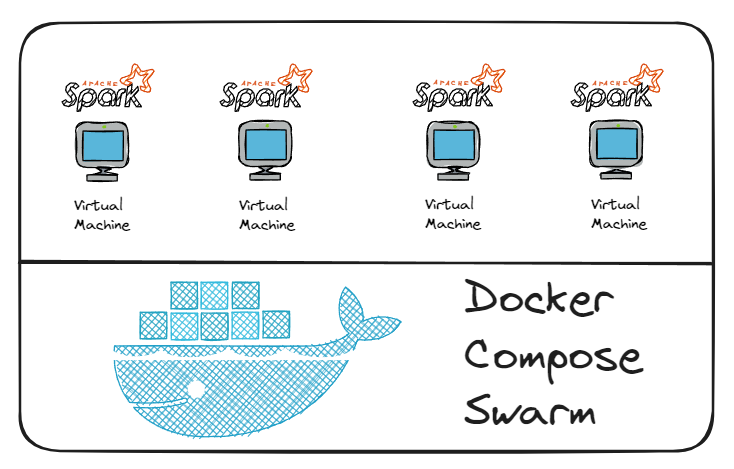 APACHE
Spark
APACHE
Spark
APACHE
Spark
APACHE
Spark
Virtual
Machine
Virtual
Machine
Virtual
Machine
Virtual
Machine
Docker
Compose
Swarm